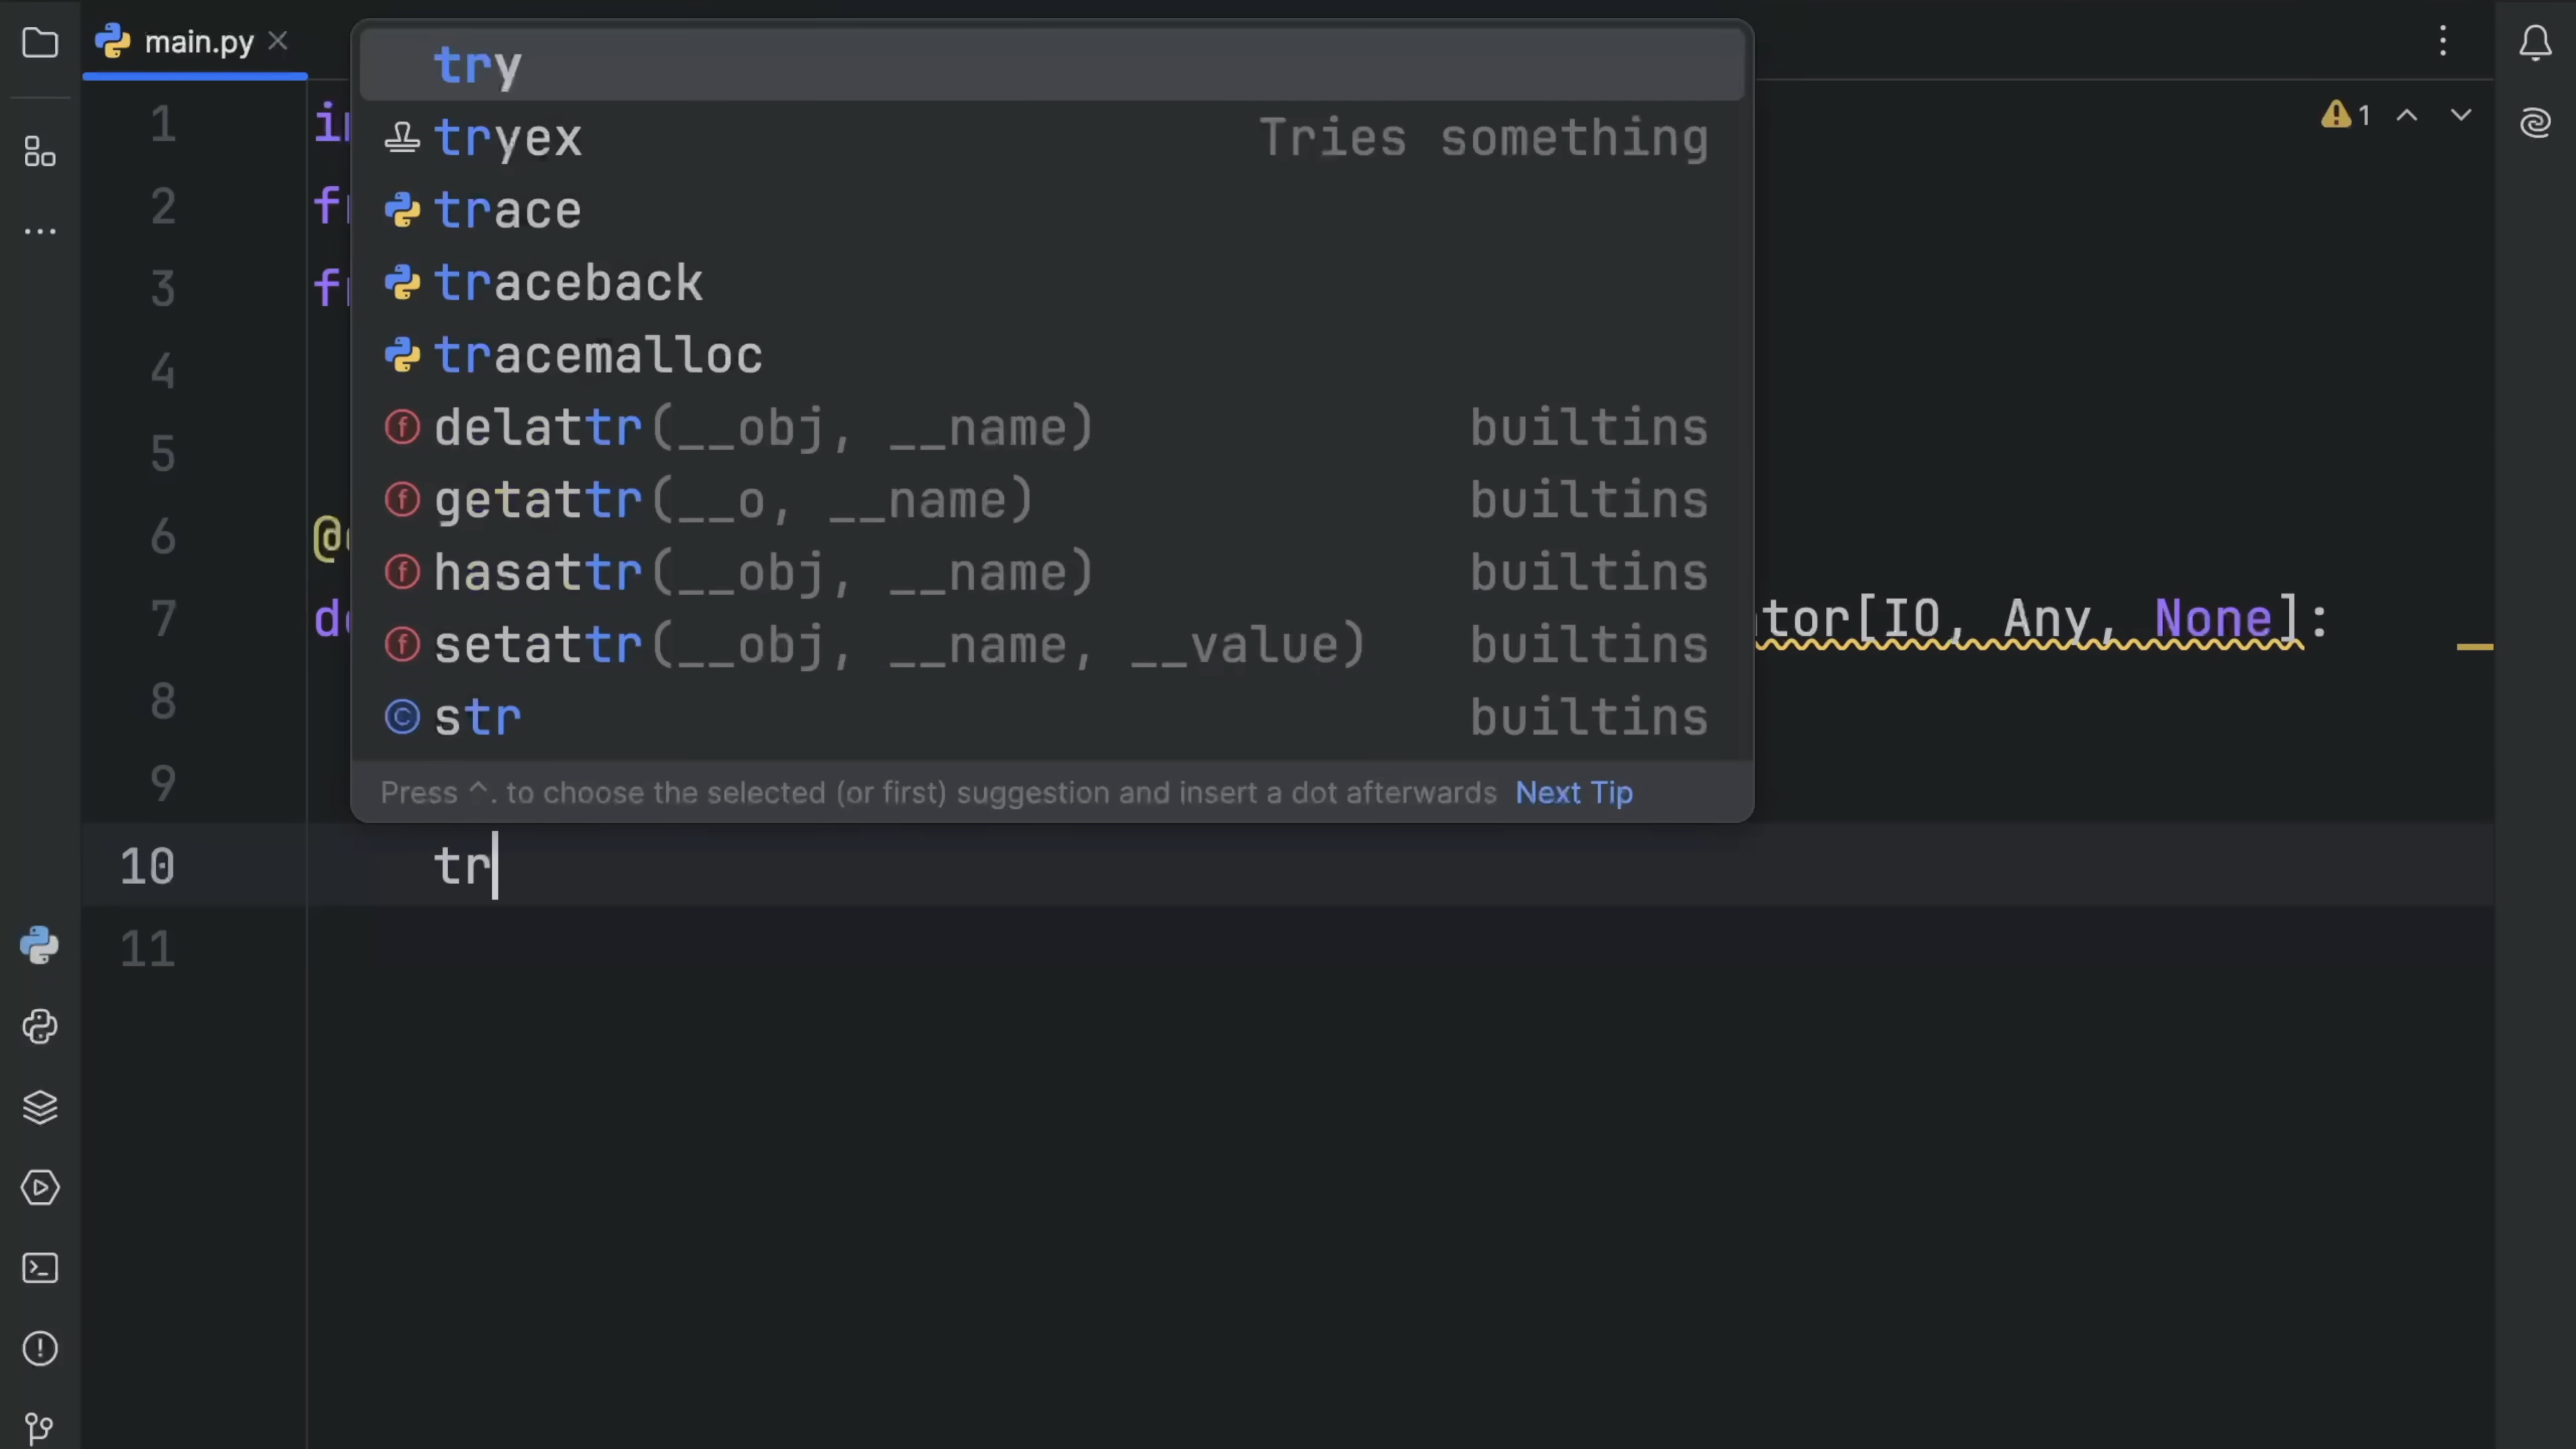 main.py
try
tryex Tries something
trace
traceback
tracemalloc
delattr(__obj, __name) builtins
getattr(__o, __name) builtins
hasattr(__obj, __name) builtins
setattr(__obj, __name, __value) builtins
str builtins
Press ^. to choose the selected (or first) suggestion and insert a dot afterwards Next Tip
1
1
2
3
4
5
6 @
7 tor[IO, Any, None]:
8
9
10 tr
11